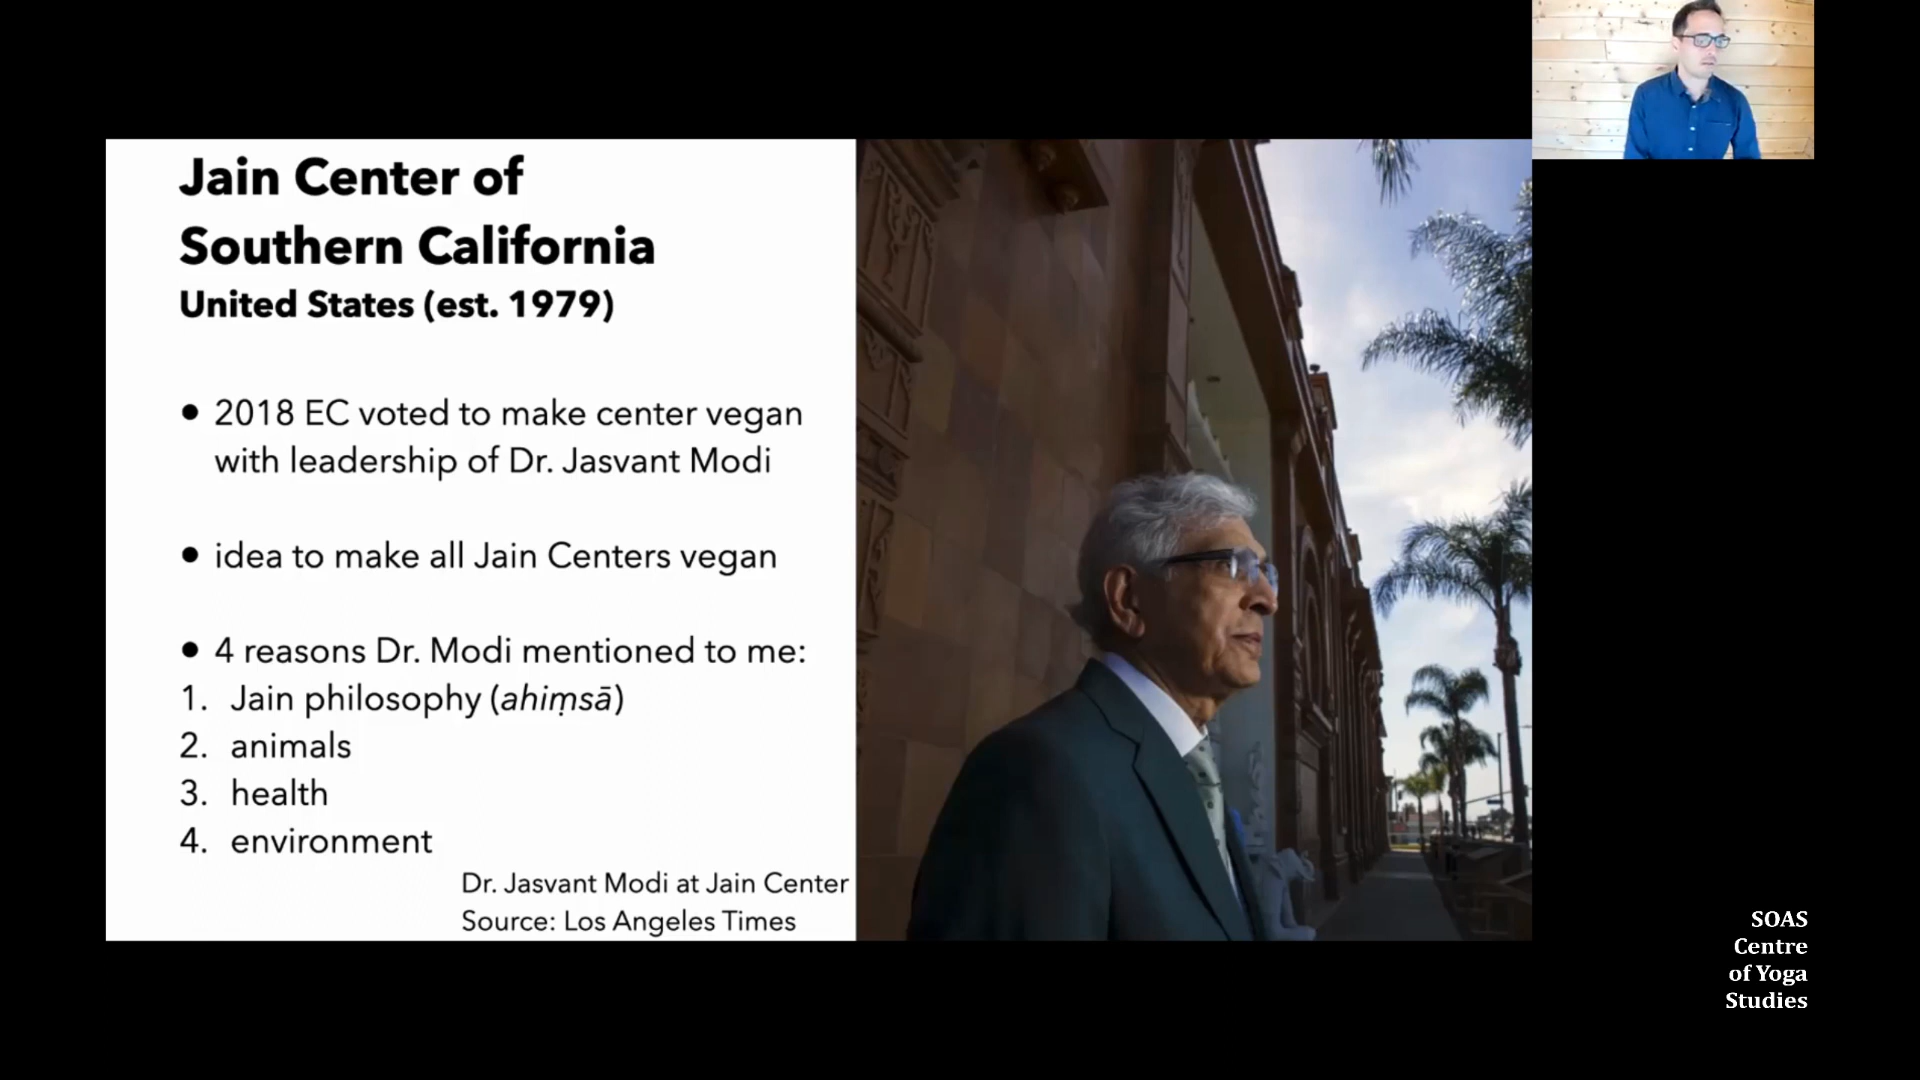 Jain Center of
Southern California
United States (est. 1979)
● 2018 EC voted to make center vegan
with leadership of Dr. Jasvant Modi
● idea to make all Jain Centers vegan
● 4 reasons Dr. Modi mentioned to me:
1. Jain philosophy (ahiṃsā)
2. animals
3. health
4. environment
Dr. Jasvant Modi at Jain Center
Source: Los Angeles Times
SOAS
Centre
of Yoga
Studies